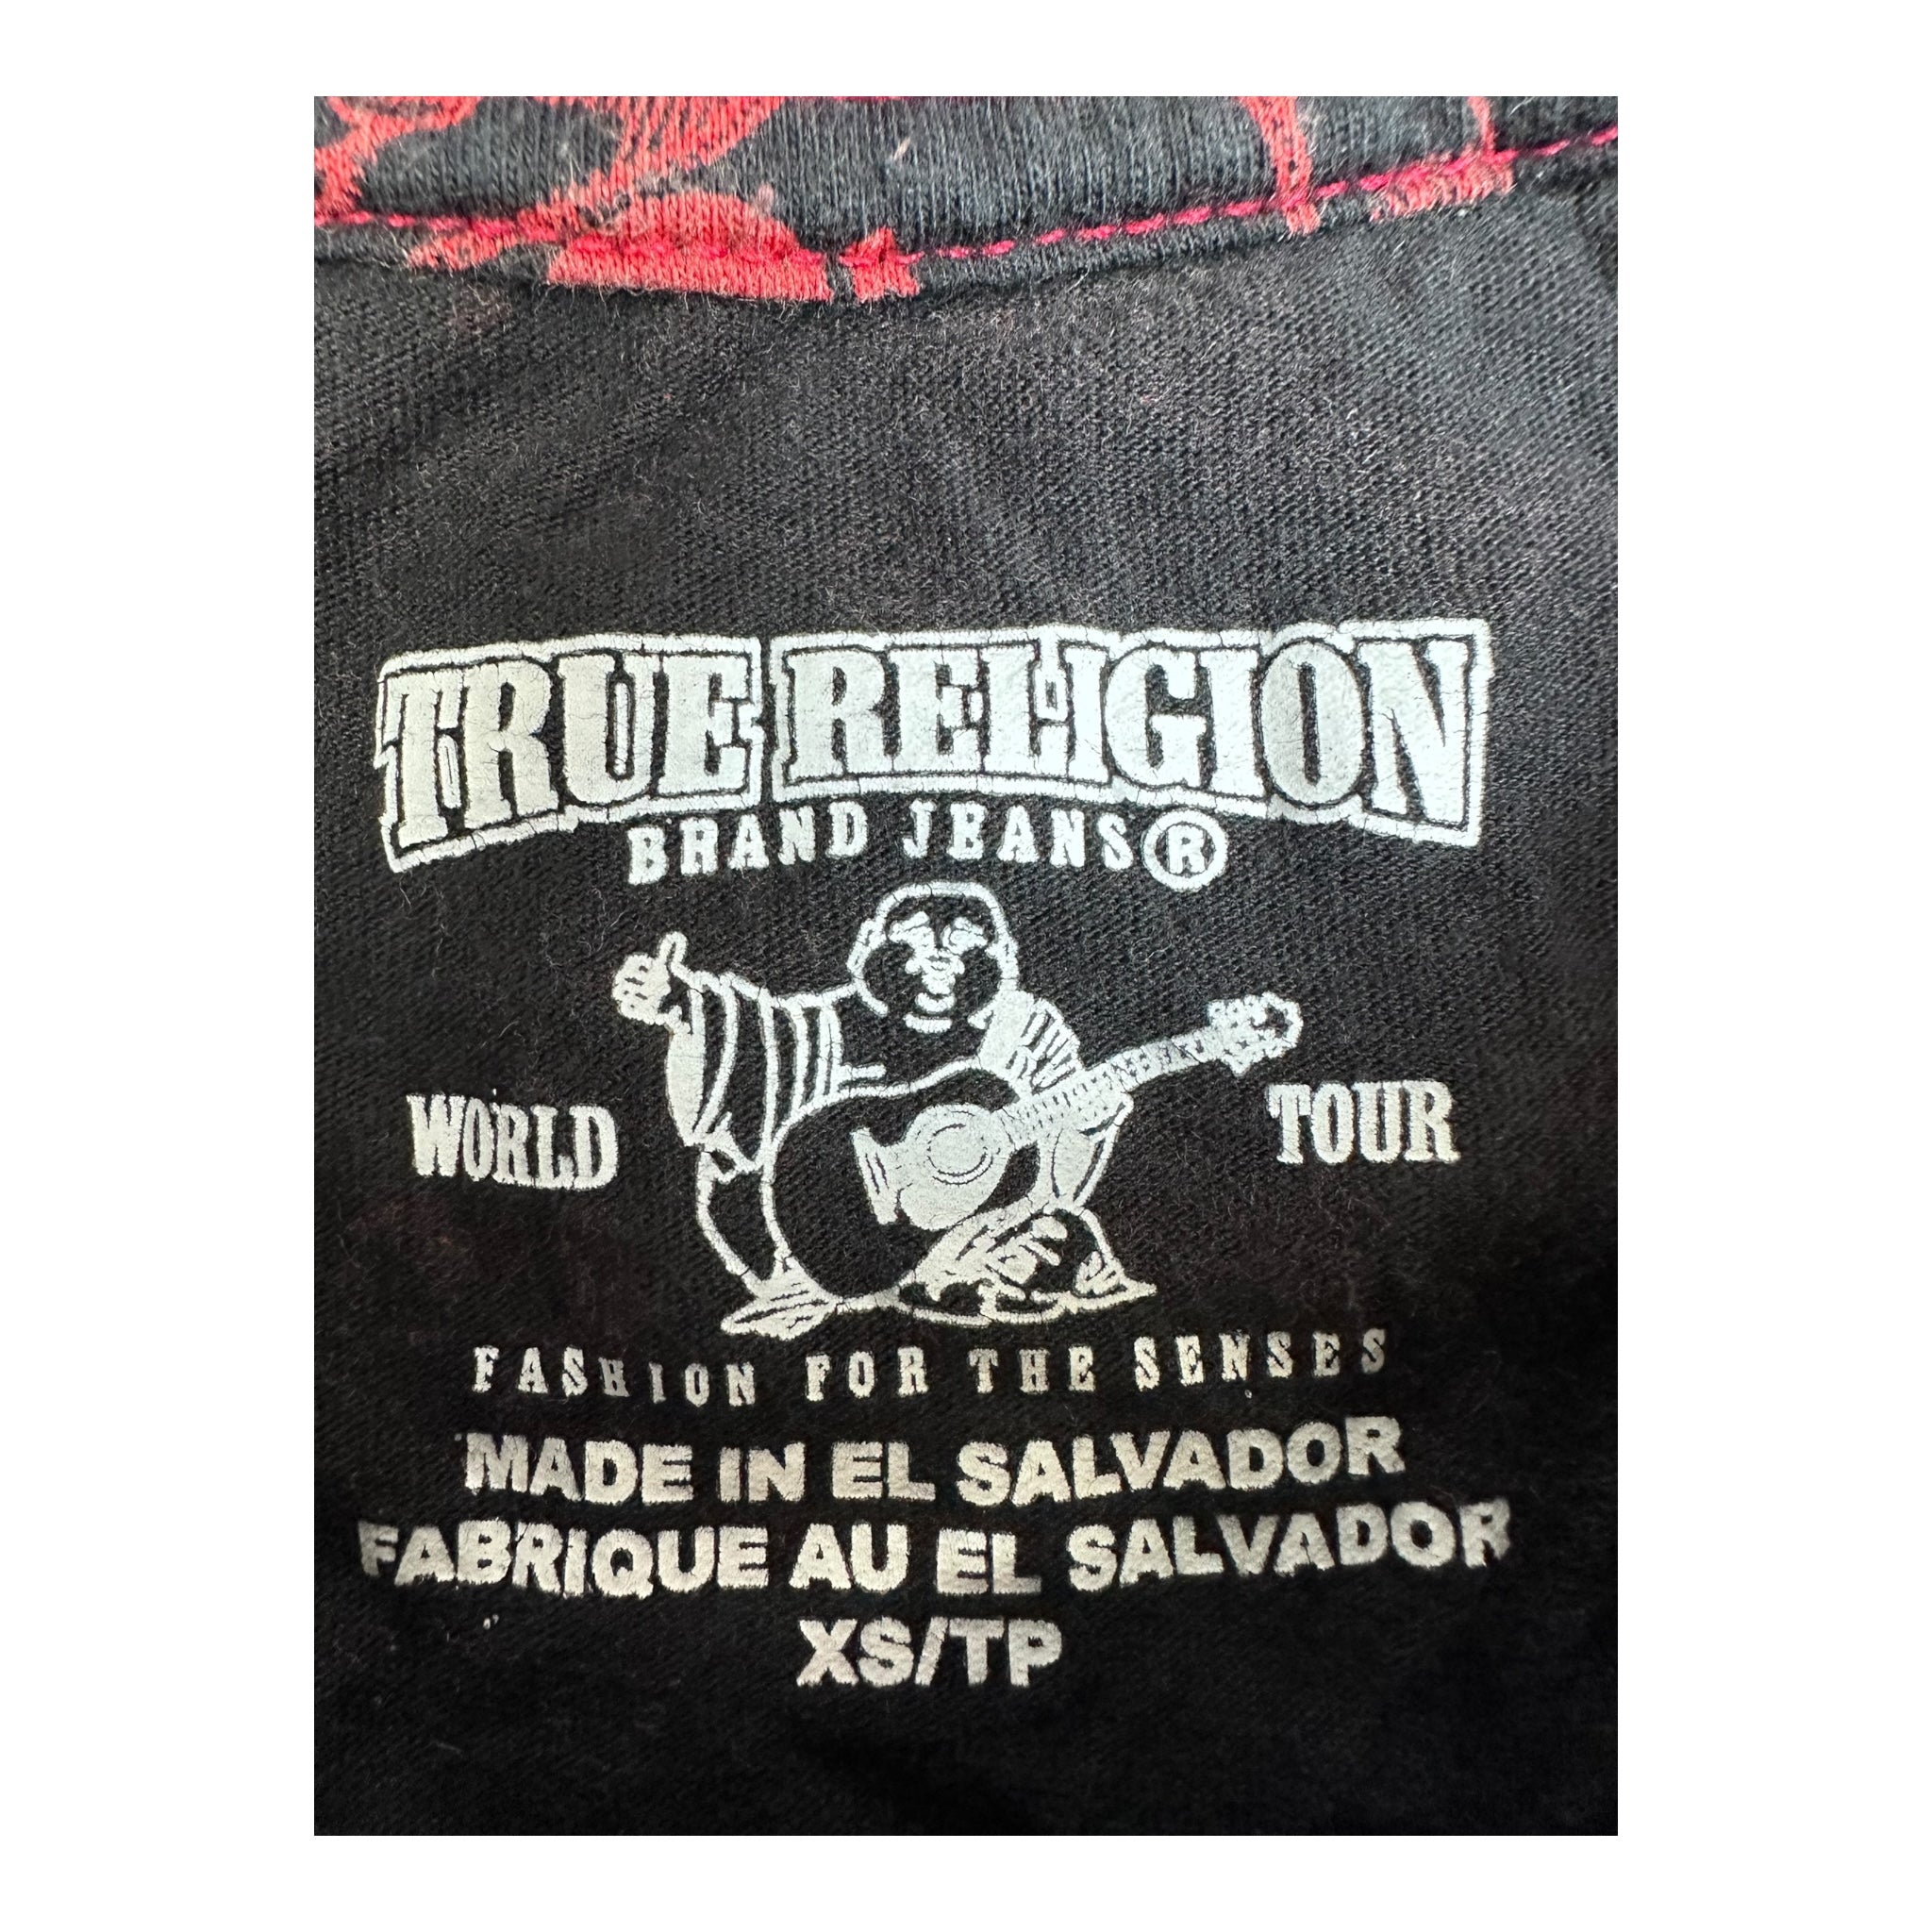 TRUE RELIGION
BRAND JEANS®
WORLD TOUR
FASHION FOR THE SENSES
MADE IN EL SALVADOR
FABRIQUE AU EL SALVADOR
XS/TP